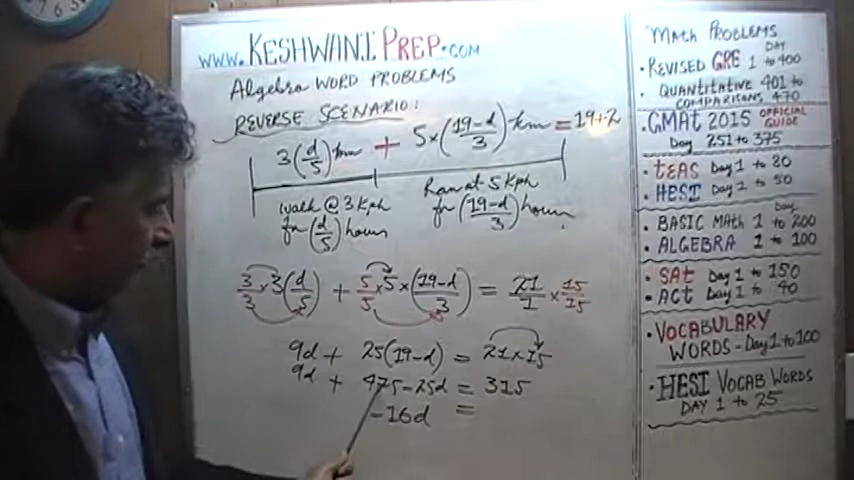 www.KESHWANIPREP.COM
Algebra WORD PROBLEMS
REVERSE SCENARIO:
3(d/5) km + 5×((19-d)/3) km = 19+2
walk @ 3 Kph Ran at 5 Kph
for (d/5) hours for ((19-d)/3) hours
3/3 × 3(d/5) + 5/5 × 5 × ((19-d)/3) = 21/1 × 15/15
9d + 25(19-d) = 21×15
9d + 475-25d = 315
-16d =
MATH PROBLEMS
DAY
• REVISED GRE 1 to 400
• QUANTITATIVE 401 to
COMPARISONS 470
• GMAT 2015 OFFICIAL GUIDE
Day 251 to 375
• TEAS Day 1 to 20
• HESI Day 1 to 50
Day
• BASIC MATH 1 to 200
• ALGEBRA 1 to 100
• SAT Day 1 to 150
• ACT Day 1 to 40
• VOCABULARY
WORDS - Day 1 to 100
• HESI VOCAB WORDS
DAY 1 to 25